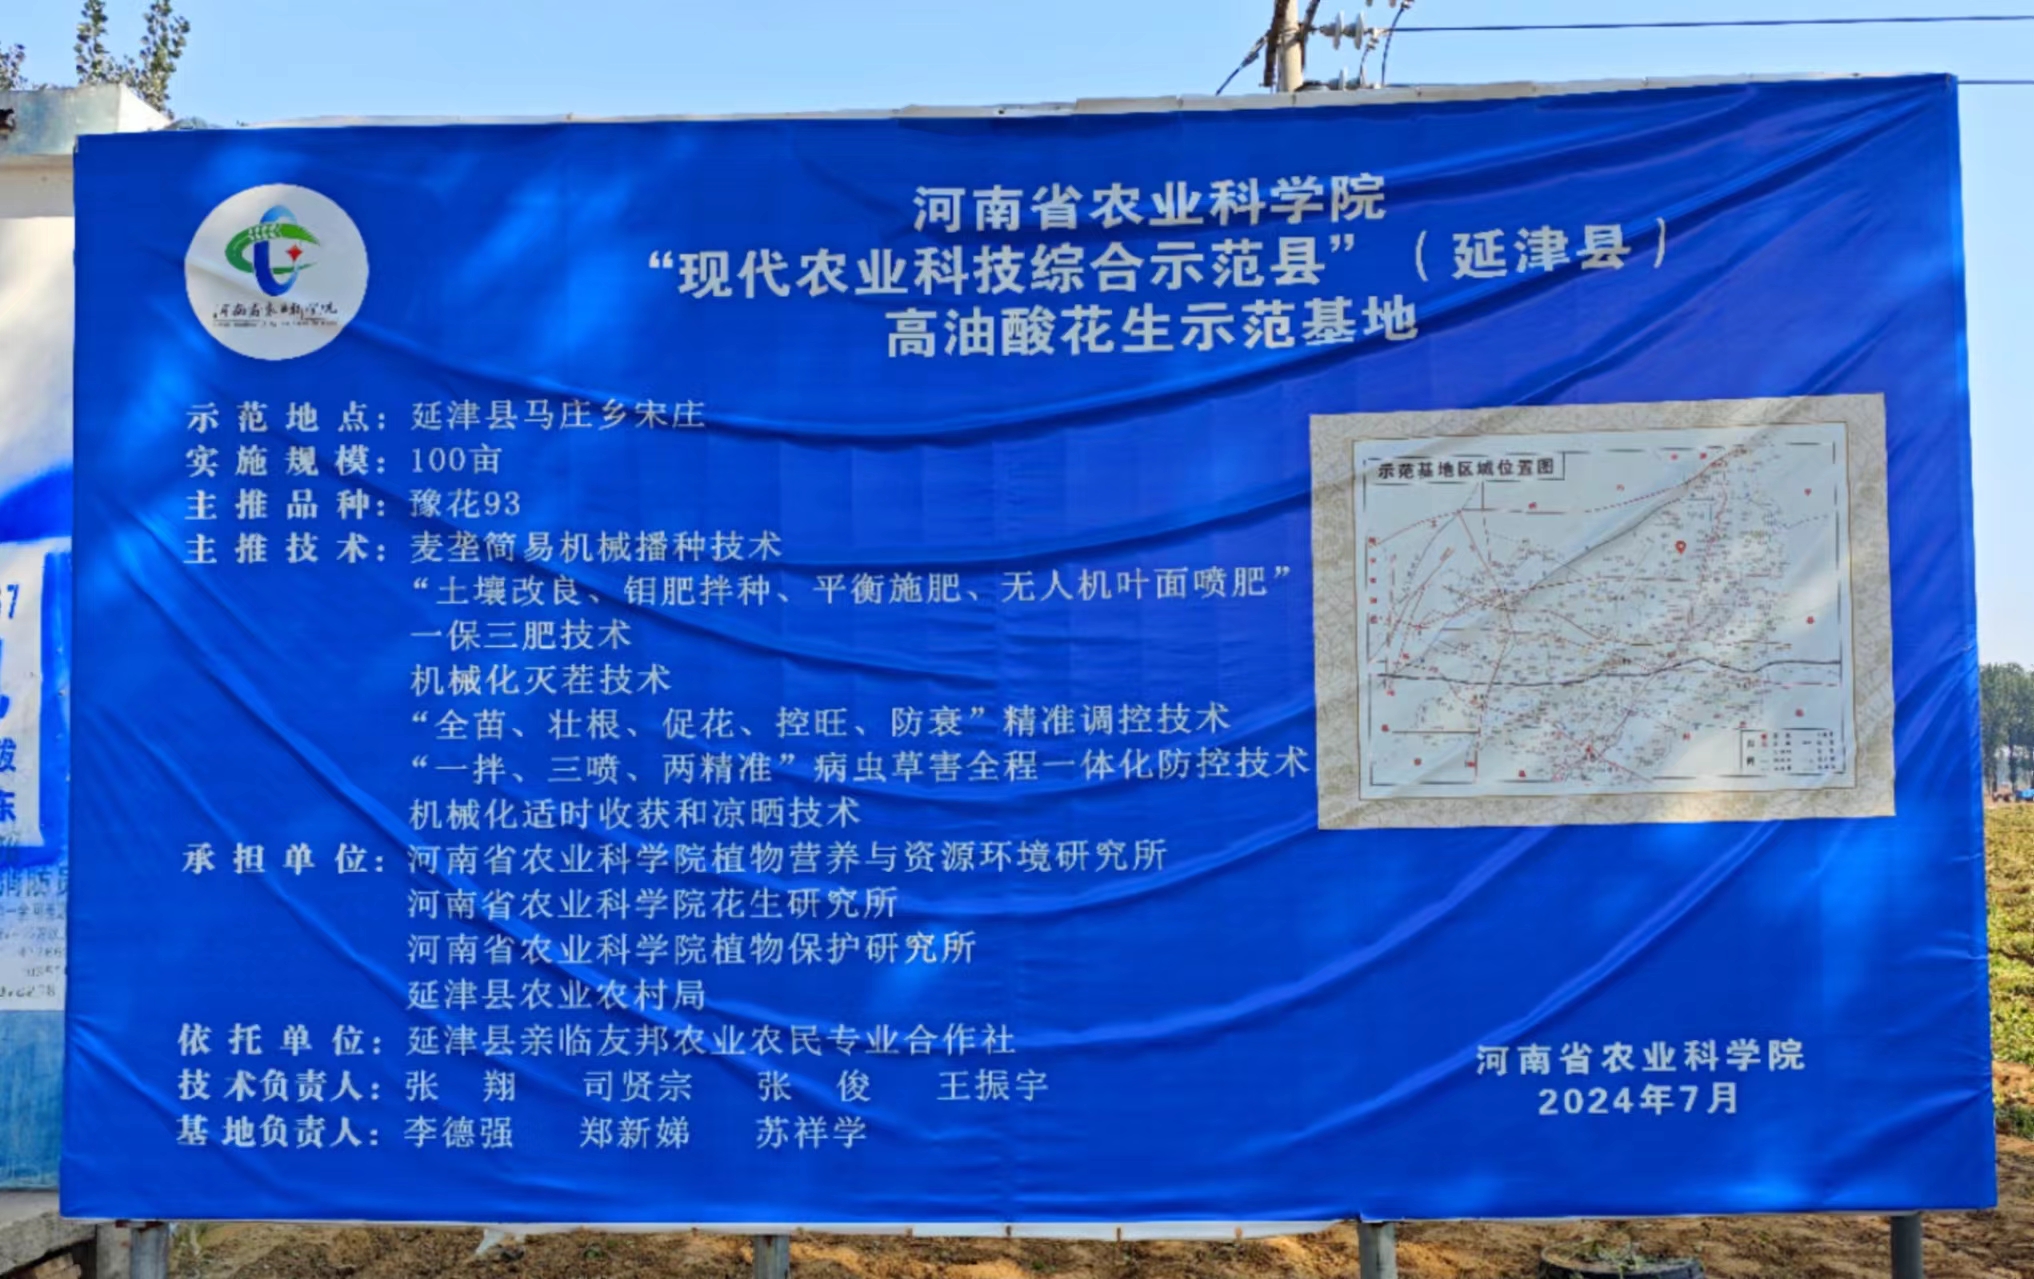 河南省农业科学院
“现代农业科技综合示范县”（延津县）
高油酸花生示范基地
河南省农业科学院
示范地点：延津县马庄乡宋庄
实施规模：100亩
主推品种：豫花93
主推技术：麦垄简易机械播种技术
“土壤改良、钼肥拌种、平衡施肥、无人机叶面喷肥”
一保三肥技术
机械化灭茬技术
“全苗、壮根、促花、控旺、防衰”精准调控技术
“一拌、三喷、两精准”病虫草害全程一体化防控技术
机械化适时收获和凉晒技术
承担单位：河南省农业科学院植物营养与资源环境研究所
河南省农业科学院花生研究所
河南省农业科学院植物保护研究所
延津县农业农村局
依托单位：延津县亲临友邦农业农民专业合作社
技术负责人：张 翔 司贤宗 张 俊 王振宇
基地负责人：李德强 郑新娣 苏祥学
示范基地区域位置图
河南省农业科学院
2024年7月